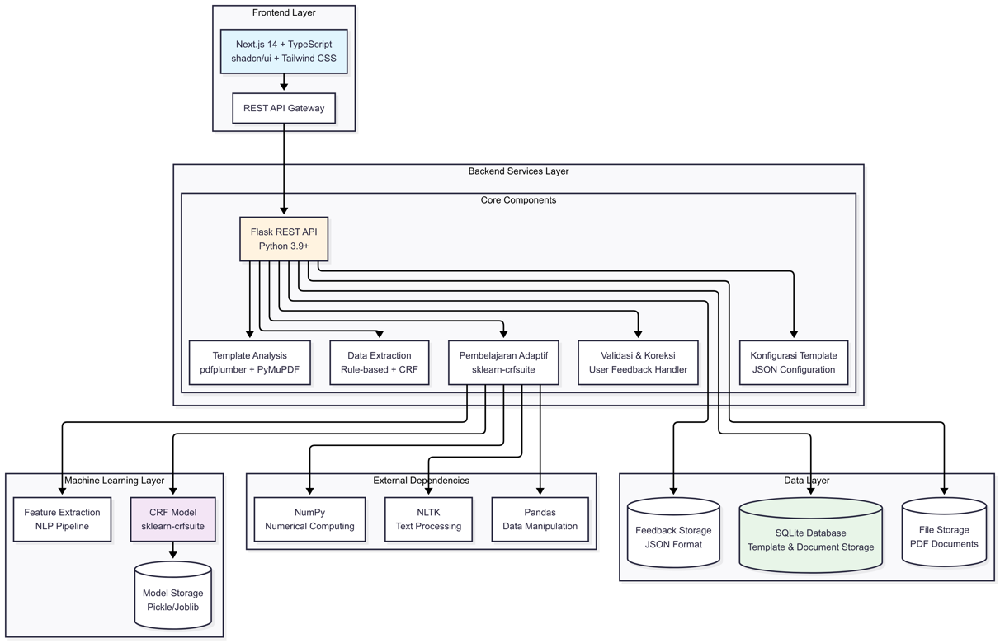 Frontend Layer
Next.js 14 + TypeScript
shadcn/ui + Tailwind CSS
REST API Gateway
Backend Services Layer
Core Components
Flask REST API
Python 3.9+
Template Analysis
pdfplumber + PyMuPDF
Data Extraction
Rule-based + CRF
Pembelajaran Adaptif
sklearn-crfsuite
Validasi & Koreksi
User Feedback Handler
Konfigurasi Template
JSON Configuration
Machine Learning Layer
Feature Extraction
NLP Pipeline
CRF Model
sklearn-crfsuite
Model Storage
Pickle/Joblib
External Dependencies
NumPy
Numerical Computing
NLTK
Text Processing
Pandas
Data Manipulation
Data Layer
Feedback Storage
JSON Format
SQLite Database
Template & Document Storage
File Storage
PDF Documents